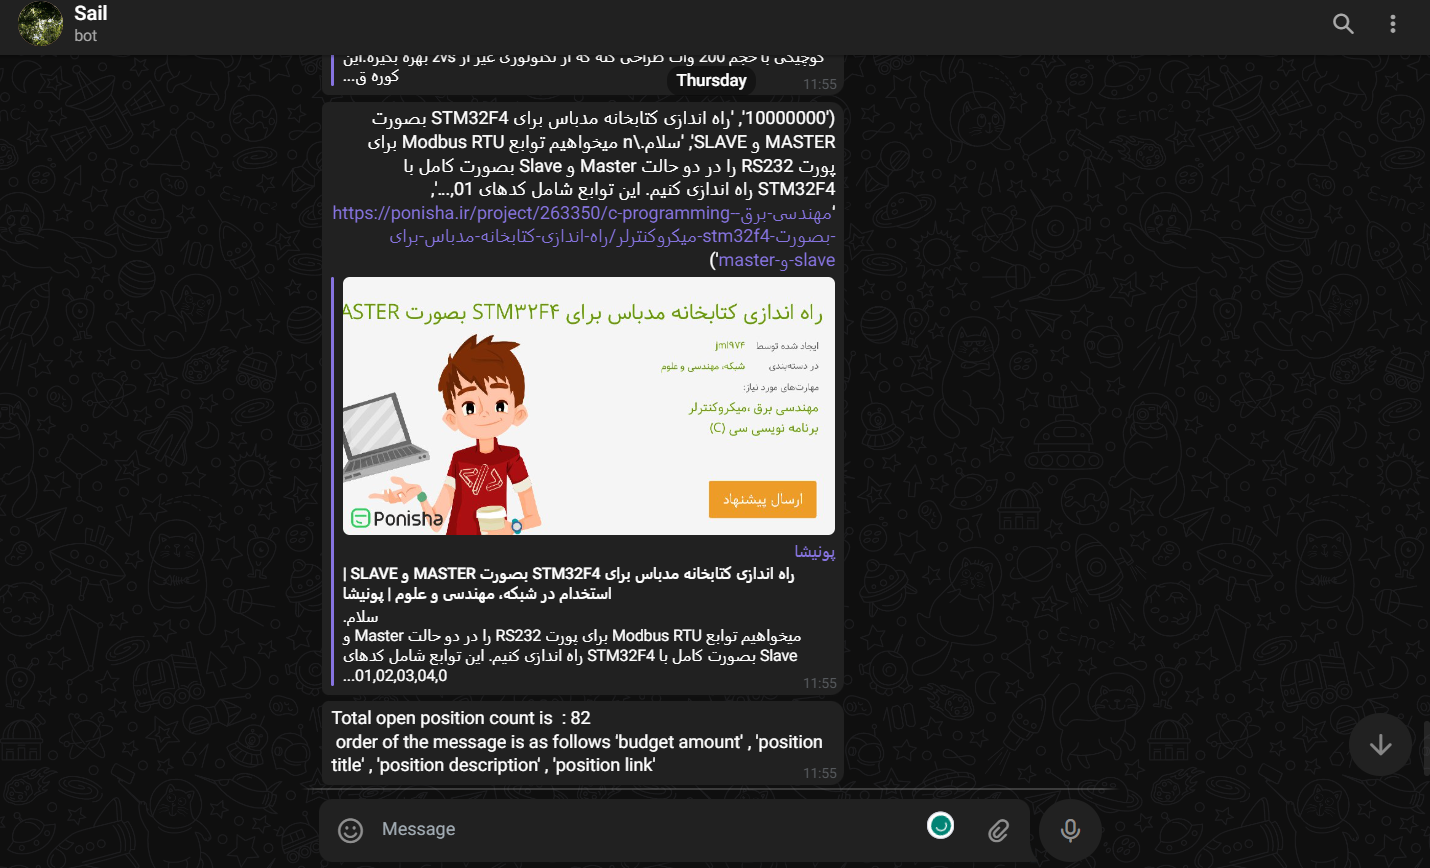 Sail
bot
کوچیکی با حجم 200 وات طراحی کنه که از تکنولوژی غیر از zvs بهره بگیره.این
کوره ق...
11:55
Thursday
('10000000', 'راه اندازی کتابخانه مدباس برای STM32F4 بصورت
MASTER و SLAVE', 'سلام.\n میخواهیم توابع Modbus RTU برای
پورت RS232 را در دو حالت Master و Slave بصورت کامل با
STM32F4 راه اندازی کنیم. این توابع شامل کدهای 01,...',
'https://ponisha.ir/project/263350/c-programming--مهندسی-برق
-میکروکنترلر/راه-اندازی-کتابخانه-مدباس-برای-stm32f4-بصورت-
master-و-slave')
راه اندازی کتابخانه مدباس برای STM۳۲F۴ بصورت ASTER
ایجاد شده توسط jml۹۷۴
در دسته‌بندی شبکه، مهندسی و علوم
مهارت‌های مورد نیاز:
مهندسی برق ،میکروکنترلر
برنامه نویسی سی (C)
ارسال پیشنهاد
Ponisha
پونیشا
راه اندازی کتابخانه مدباس برای STM32F4 بصورت MASTER و SLAVE |
استخدام در شبکه، مهندسی و علوم | پونیشا
سلام.
میخواهیم توابع Modbus RTU برای پورت RS232 را در دو حالت Master و
Slave بصورت کامل با STM32F4 راه اندازی کنیم. این توابع شامل کدهای
01,02,03,04,0...
11:55
Total open position count is : 82
order of the message is as follows 'budget amount' , 'position
title' , 'position description' , 'position link'
11:55
Message